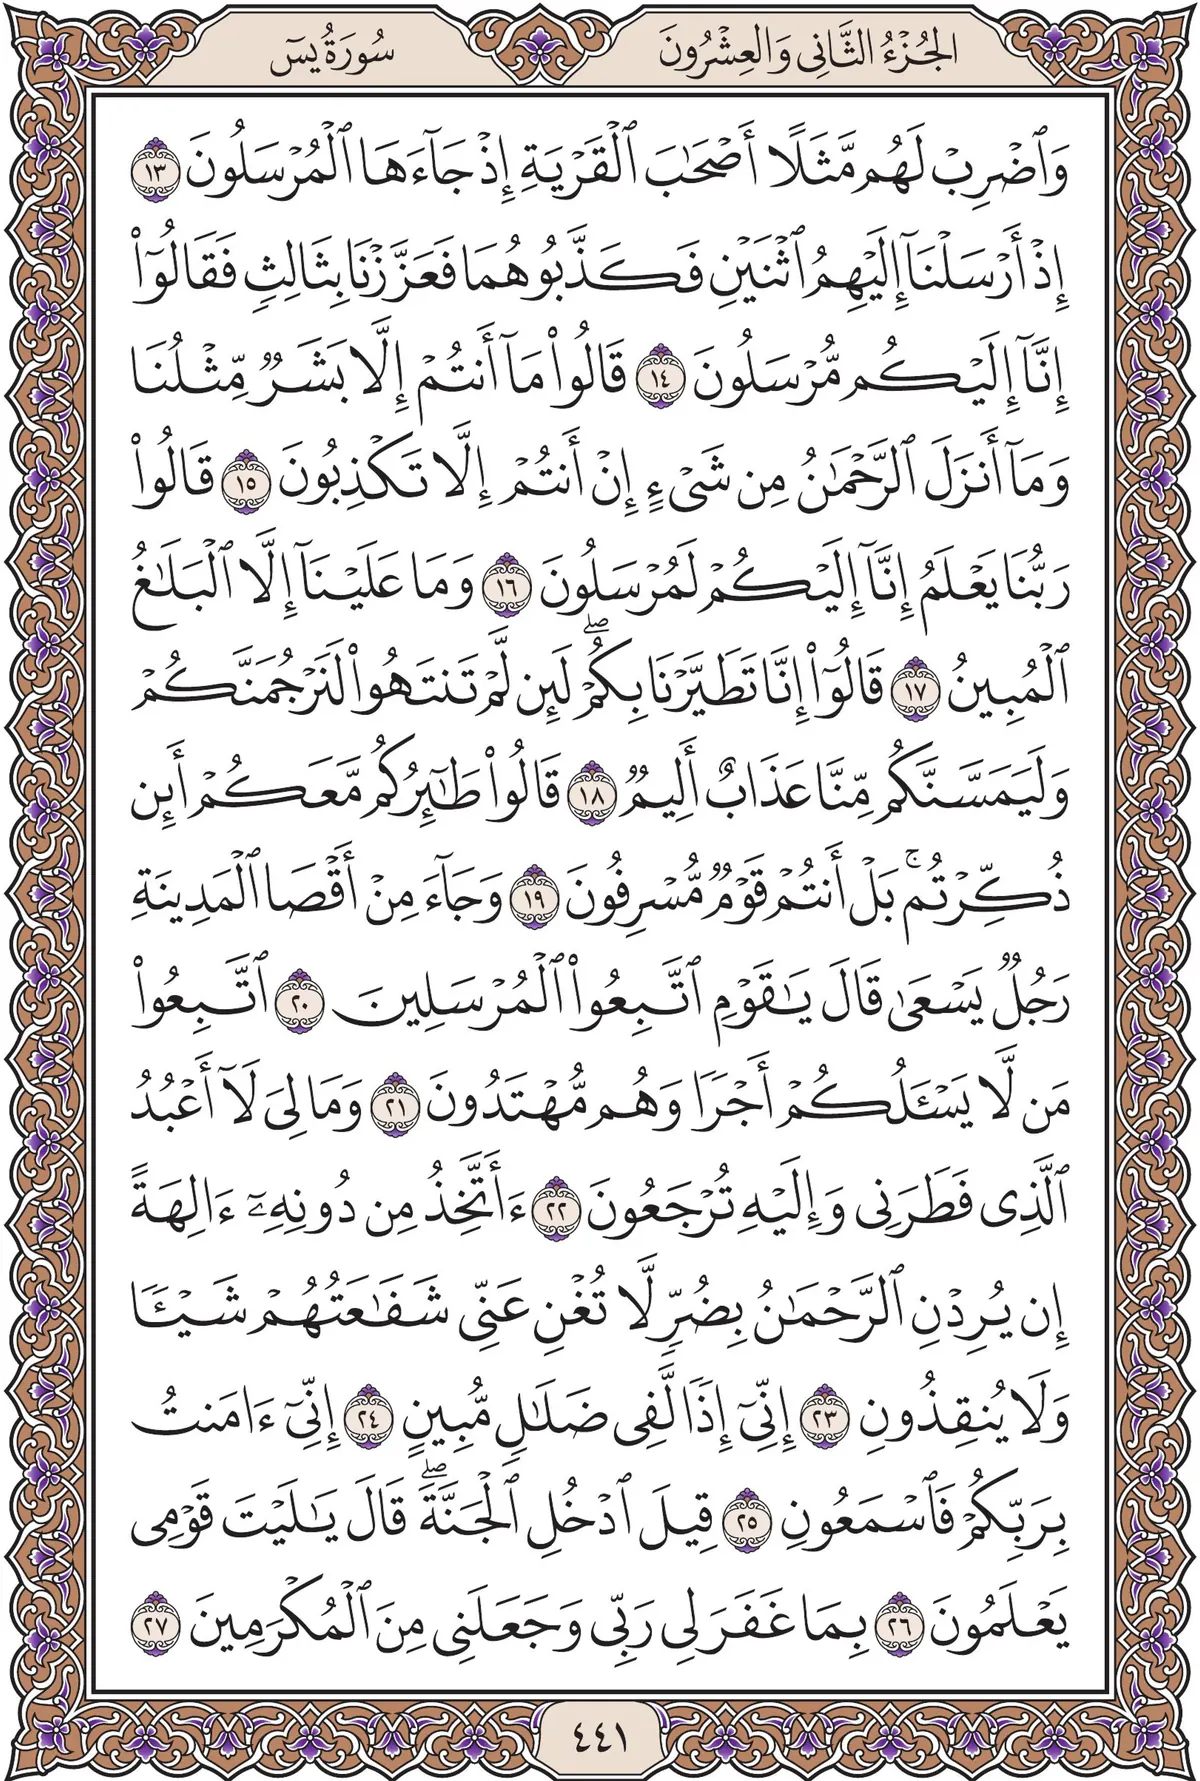 الجُزْءُ الثَّانِي وَالعِشْرُونَ
سُورَةُ يسٓ
وَٱضْرِبْ لَهُم مَّثَلًا أَصْحَٰبَ ٱلْقَرْيَةِ إِذْ جَآءَهَا ٱلْمُرْسَلُونَ ١٣
إِذْ أَرْسَلْنَآ إِلَيْهِمُ ٱثْنَيْنِ فَكَذَّبُوهُمَا فَعَزَّزْنَا بِثَالِثٍ فَقَالُوٓا۟
إِنَّآ إِلَيْكُم مُّرْسَلُونَ ١٤ قَالُوا۟ مَآ أَنتُمْ إِلَّا بَشَرٌ مِّثْلُنَا
وَمَآ أَنزَلَ ٱلرَّحْمَٰنُ مِن شَىْءٍ إِنْ أَنتُمْ إِلَّا تَكْذِبُونَ ١٥ قَالُوا۟
رَبُّنَا يَعْلَمُ إِنَّآ إِلَيْكُمْ لَمُرْسَلُونَ ١٦ وَمَا عَلَيْنَآ إِلَّا ٱلْبَلَٰغُ
ٱلْمُبِينُ ١٧ قَالُوٓا۟ إِنَّا تَطَيَّرْنَا بِكُمْ ۖ لَئِن لَّمْ تَنتَهُوا۟ لَنَرْجُمَنَّكُمْ
وَلَيَمَسَّنَّكُم مِّنَّا عَذَابٌ أَلِيمٌ ١٨ قَالُوا۟ طَٰٓئِرُكُم مَّعَكُمْ أَئِن
ذُكِّرْتُم ۚ بَلْ أَنتُمْ قَوْمٌ مُّسْرِفُونَ ١٩ وَجَآءَ مِنْ أَقْصَا ٱلْمَدِينَةِ
رَجُلٌ يَسْعَىٰ قَالَ يَٰقَوْمِ ٱتَّبِعُوا۟ ٱلْمُرْسَلِينَ ٢٠ ٱتَّبِعُوا۟
مَن لَّا يَسْـَٔلُكُمْ أَجْرًا وَهُم مُّهْتَدُونَ ٢١ وَمَا لِىَ لَآ أَعْبُدُ
ٱلَّذِى فَطَرَنِى وَإِلَيْهِ تُرْجَعُونَ ٢٢ ءَأَتَّخِذُ مِن دُونِهِۦٓ ءَالِهَةً
إِن يُرِدْنِ ٱلرَّحْمَٰنُ بِضُرٍّ لَّا تُغْنِ عَنِّى شَفَٰعَتُهُمْ شَيْـًٔا
وَلَا يُنقِذُونِ ٢٣ إِنِّىٓ إِذًا لَّفِى ضَلَٰلٍ مُّبِينٍ ٢٤ إِنِّىٓ ءَامَنتُ
بِرَبِّكُمْ فَٱسْمَعُونِ ٢٥ قِيلَ ٱدْخُلِ ٱلْجَنَّةَ ۖ قَالَ يَٰلَيْتَ قَوْمِى
يَعْلَمُونَ ٢٦ بِمَا غَفَرَ لِى رَبِّى وَجَعَلَنِى مِنَ ٱلْمُكْرَمِينَ ٢٧
٤٤١